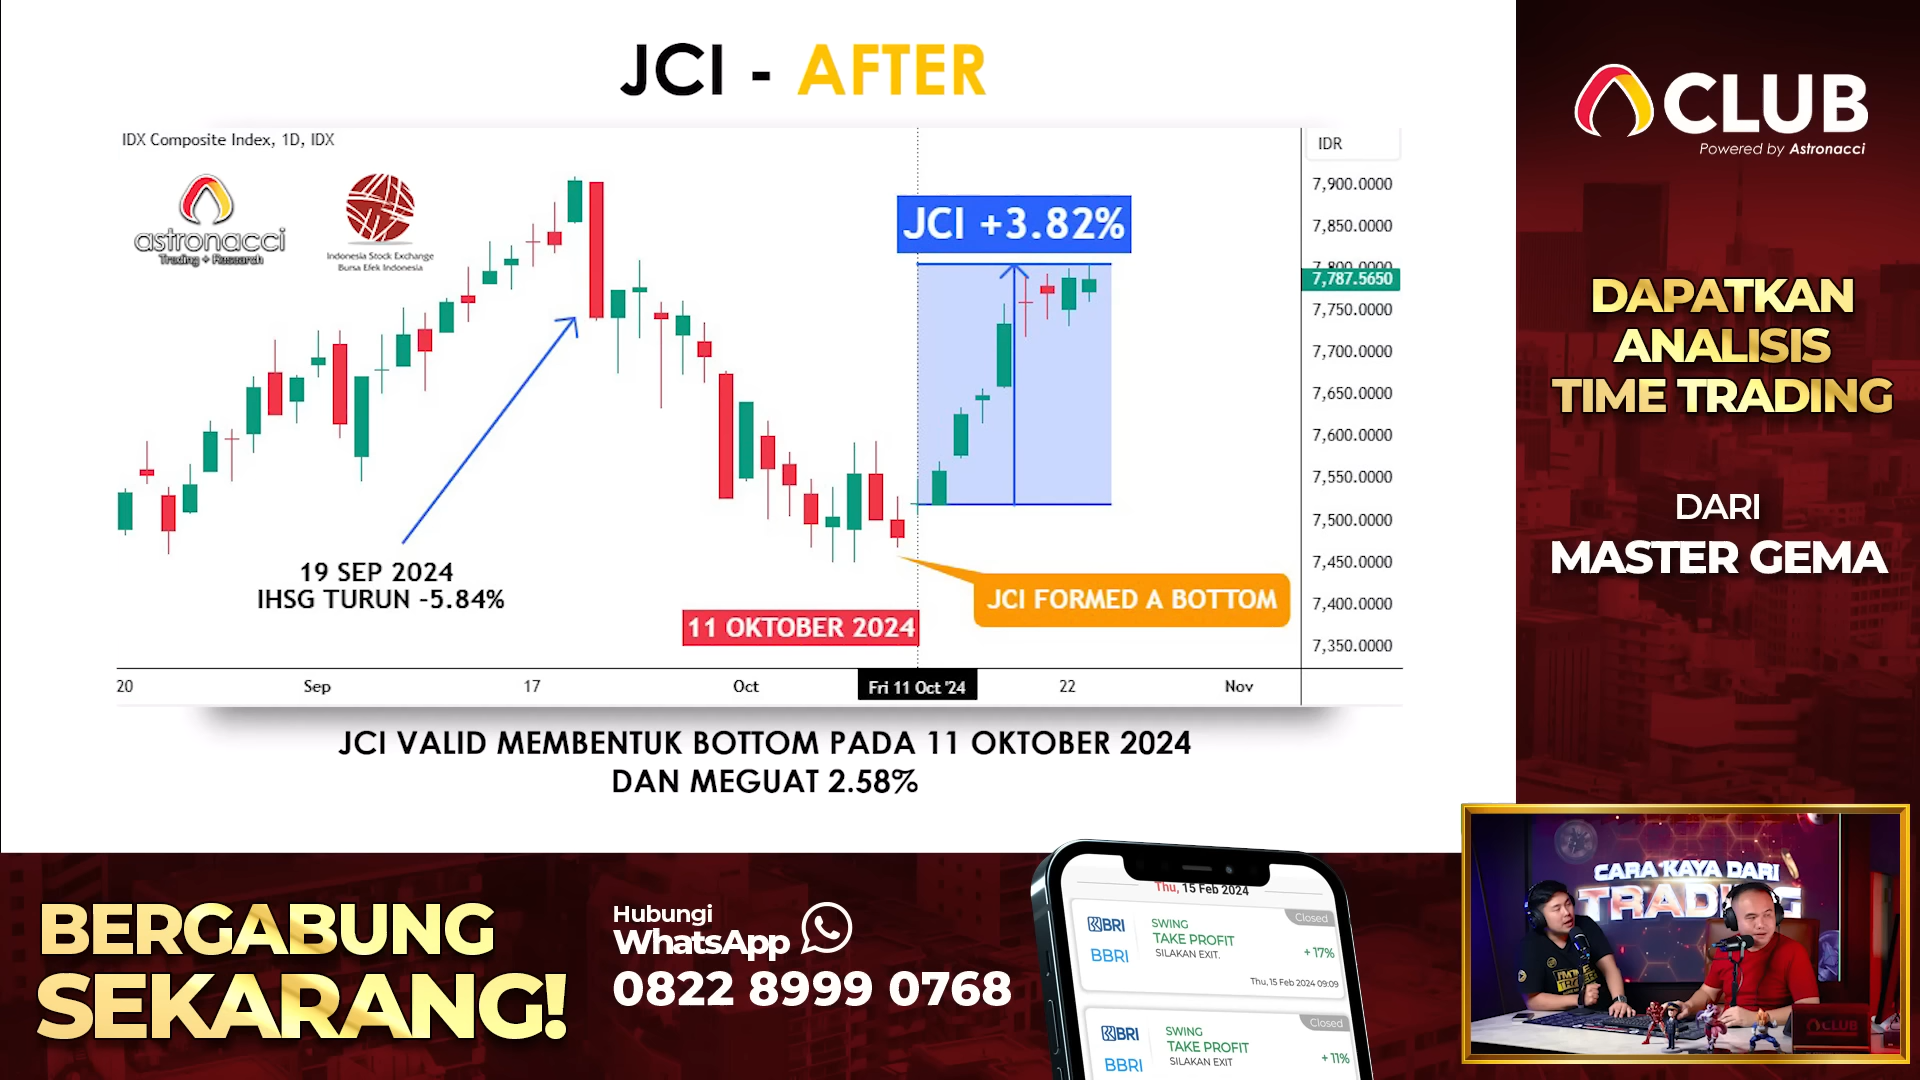 JCI - AFTER
IDX Composite Index, 1D, IDX
astronacci
Trading + Research
Indonesia Stock Exchange
Bursa Efek Indonesia
JCI +3.82%
IDR
7,900.0000
7,850.0000
7,800.0000
7,787.5650
7,750.0000
7,700.0000
7,650.0000
7,600.0000
7,550.0000
7,500.0000
7,450.0000
7,400.0000
7,350.0000
19 SEP 2024
IHSG TURUN -5.84%
JCI FORMED A BOTTOM
11 OKTOBER 2024
20 Sep 17 Oct Fri 11 Oct '24 22 Nov
JCI VALID MEMBENTUK BOTTOM PADA 11 OKTOBER 2024
DAN MEGUAT 2.58%
CLUB
Powered by Astronacci
DAPATKAN
ANALISIS
TIME TRADING
DARI
MASTER GEMA
BERGABUNG
SEKARANG!
Hubungi
WhatsApp
0822 8999 0768
Thu, 15 Feb 2024
Closed
BRI
BBRI
SWING
TAKE PROFIT
SILAKAN EXIT.
+ 17%
Thu, 15 Feb 2024 09:09
Closed
BRI
BBRI
SWING
TAKE PROFIT
SILAKAN EXIT
+ 11%
CARA KAYA DARI
TRADING
CLUB